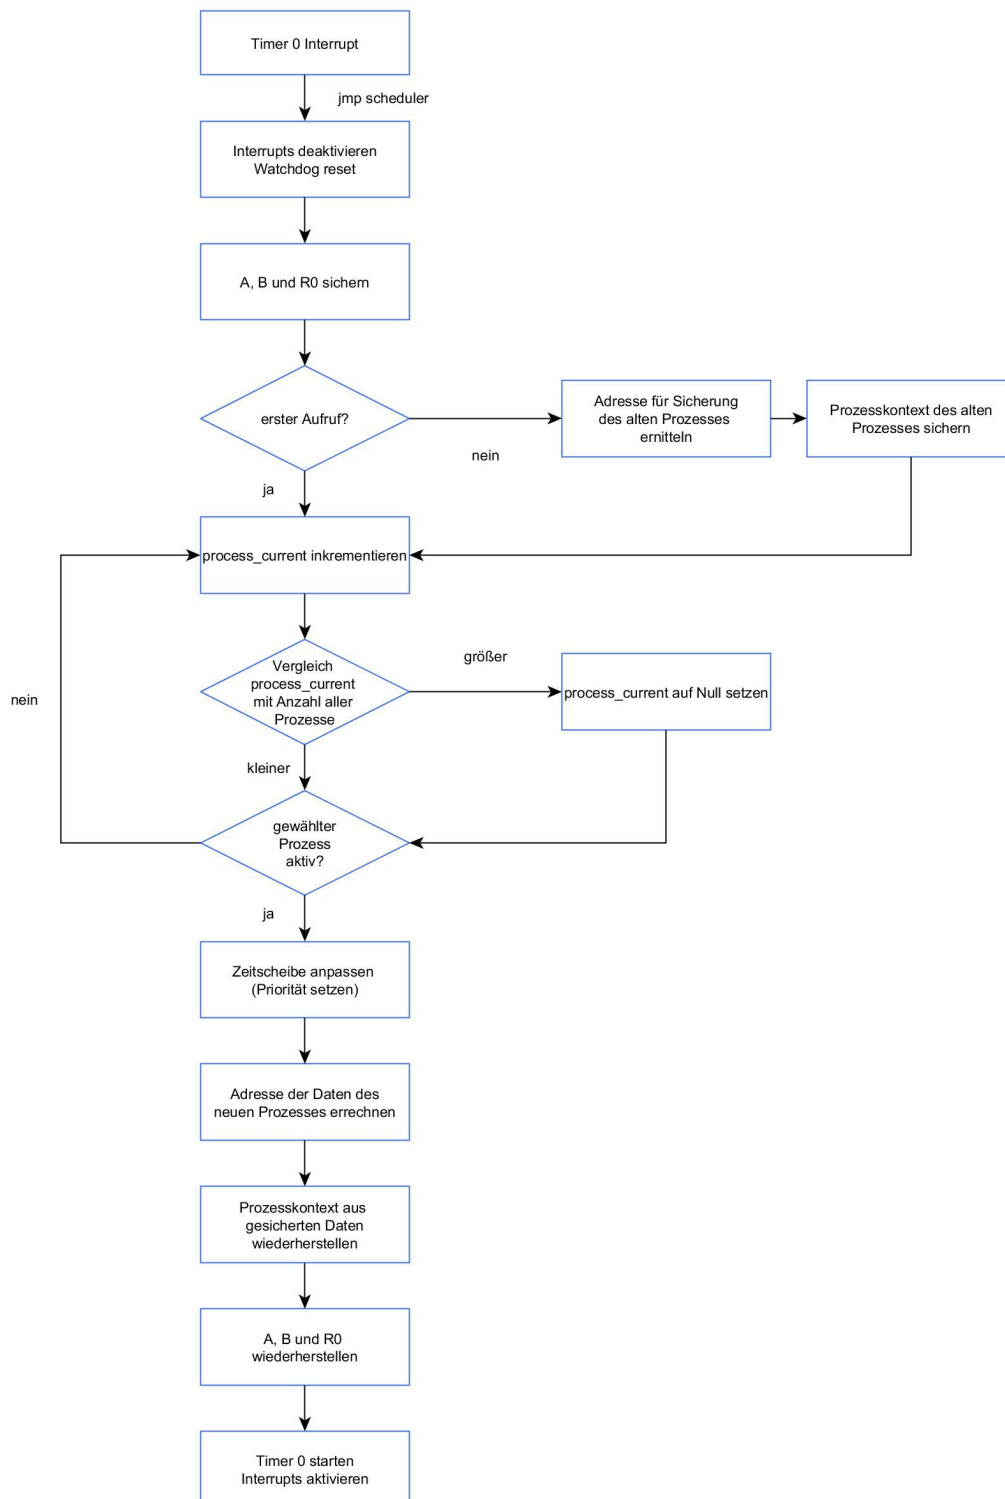 Timer 0 Interrupt
jmp scheduler
Interrupts deaktivieren
Watchdog reset
A, B und R0 sichern
erster Aufruf?
nein
Adresse für Sicherung
des alten Prozesses
ernitteln
Prozesskontext des alten
Prozesses sichern
ja
process_current inkrementieren
Vergleich
process_current
mit Anzahl aller
Prozesse
größer
process_current auf Null setzen
nein
kleiner
gewählter
Prozess
aktiv?
ja
Zeitscheibe anpassen
(Priorität setzen)
Adresse der Daten des
neuen Prozesses errechnen
Prozesskontext aus
gesicherten Daten
wiederherstellen
A, B und R0
wiederherstellen
Timer 0 starten
Interrupts aktivieren